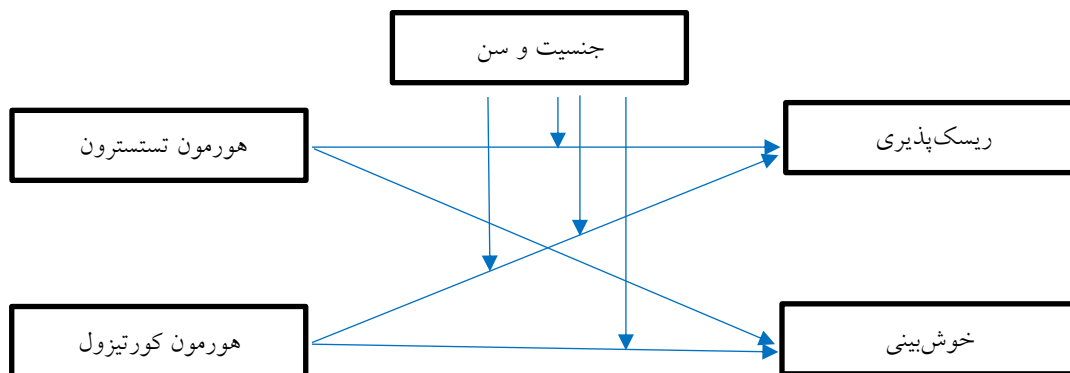 جنسیت و سن
هورمون تستسترون
ریسک‌پذیری
هورمون کورتیزول
خوش‌بینی